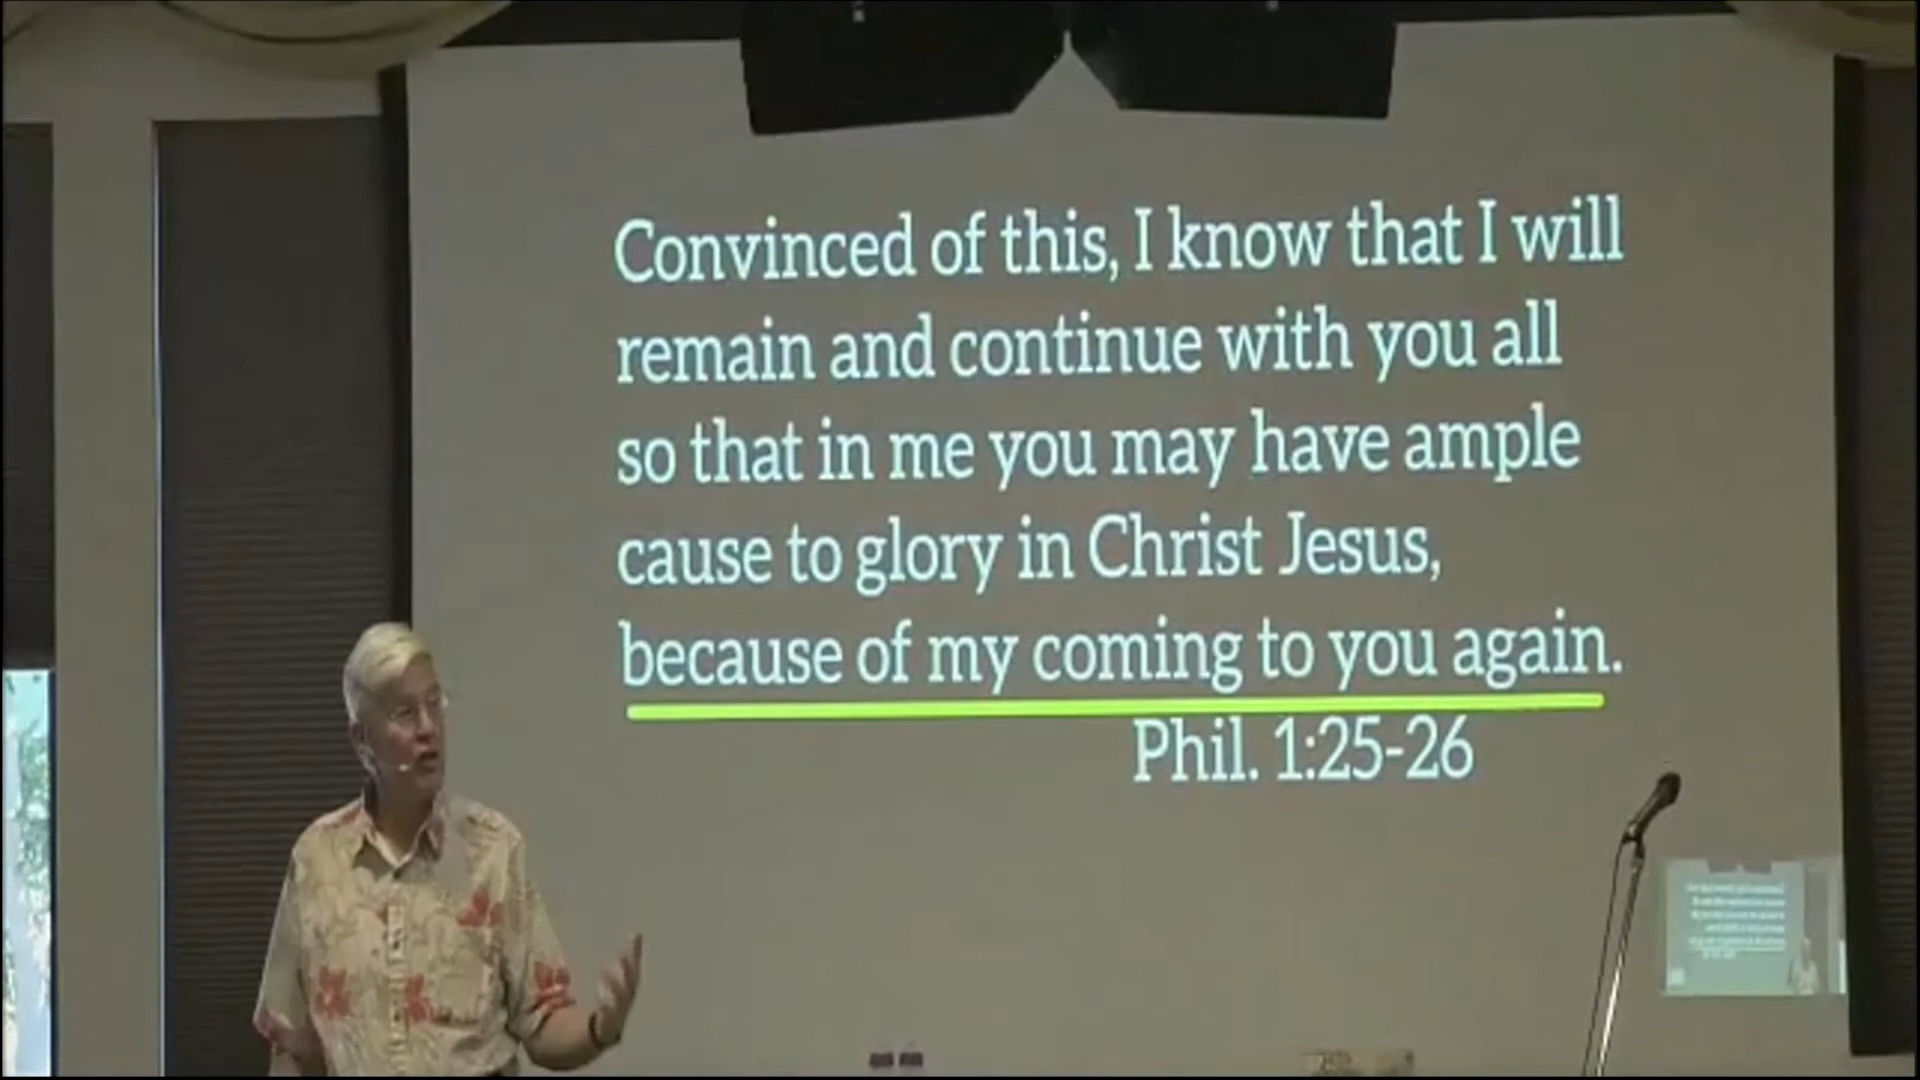 Convinced of this, I know that I will
remain and continue with you all
so that in me you may have ample
cause to glory in Christ Jesus,
because of my coming to you again.
Phil. 1:25-26